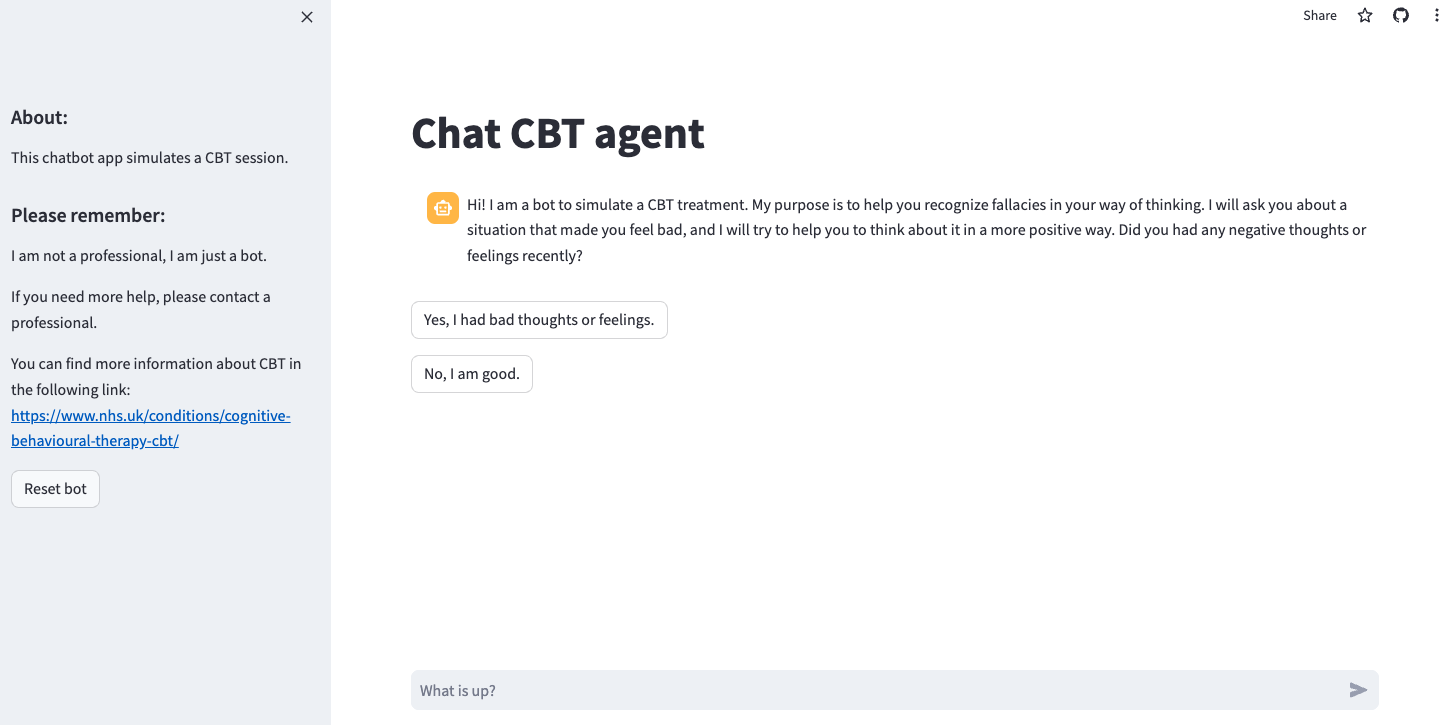 About:
This chatbot app simulates a CBT session.
Please remember:
I am not a professional, I am just a bot.
If you need more help, please contact a
professional.
You can find more information about CBT in
the following link:
https://www.nhs.uk/conditions/cognitive-
behavioural-therapy-cbt/
Reset bot
Share
Chat CBT agent
Hi! I am a bot to simulate a CBT treatment. My purpose is to help you recognize fallacies in your way of thinking. I will ask you about a
situation that made you feel bad, and I will try to help you to think about it in a more positive way. Did you had any negative thoughts or
feelings recently?
Yes, I had bad thoughts or feelings.
No, I am good.
What is up?